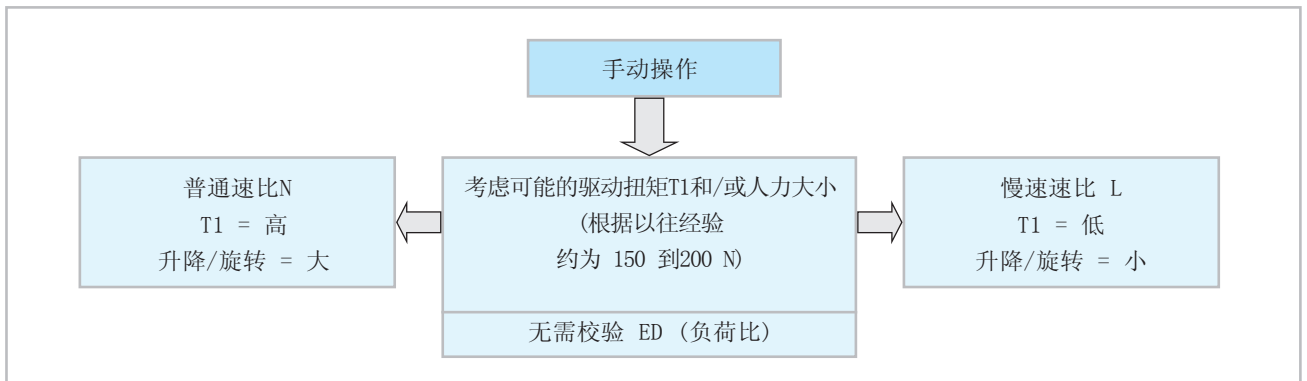 手动操作
普通速比N
T1 = 高
升降/旋转 = 大
考虑可能的驱动扭矩T1和/或人力大小
(根据以往经验
约为 150 到200 N)
无需校验 ED (负荷比)
慢速速比 L
T1 = 低
升降/旋转 = 小